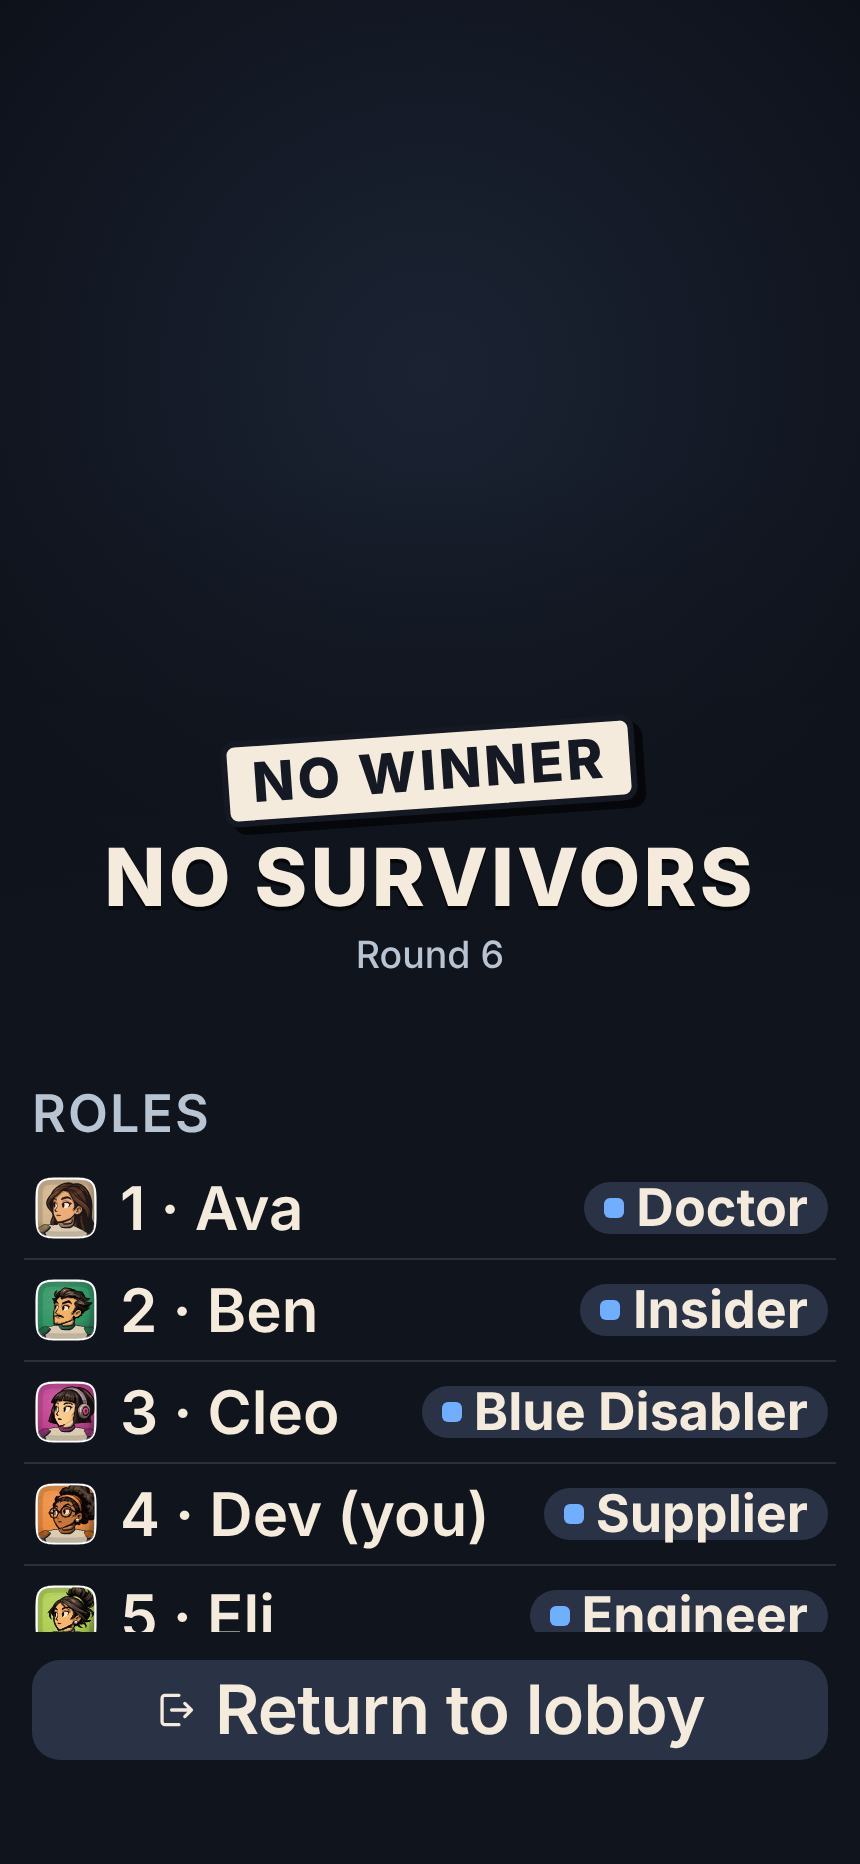 NO WINNER
NO SURVIVORS
Round 6
ROLES
1 · Ava Doctor
2 · Ben Insider
3 · Cleo Blue Disabler
4 · Dev (you) Supplier
5 · Eli Engineer
Return to lobby